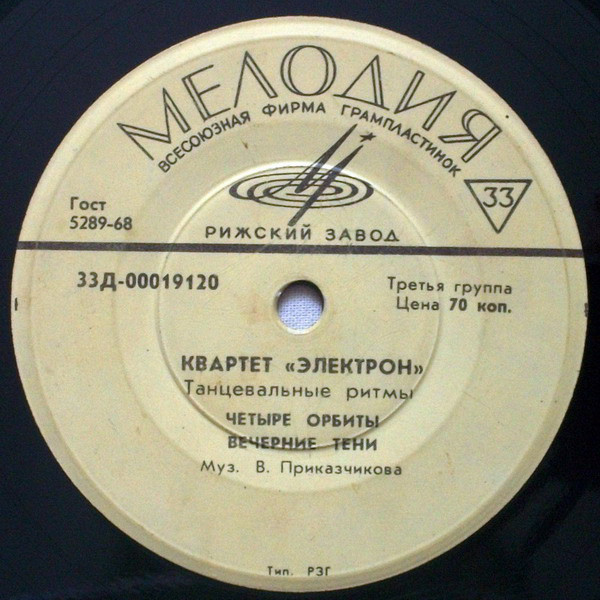 МЕЛОДИЯ
ВСЕСОЮЗНАЯ ФИРМА ГРАМПЛАСТИНОК
33
Гост
5289-68
РИЖСКИЙ ЗАВОД
33Д-00019120
Третья группа
Цена 70 коп.
КВАРТЕТ «ЭЛЕКТРОН»
Танцевальные ритмы
ЧЕТЫРЕ ОРБИТЫ
ВЕЧЕРНИЕ ТЕНИ
Муз. В. Приказчикова
Тип. РЗГ